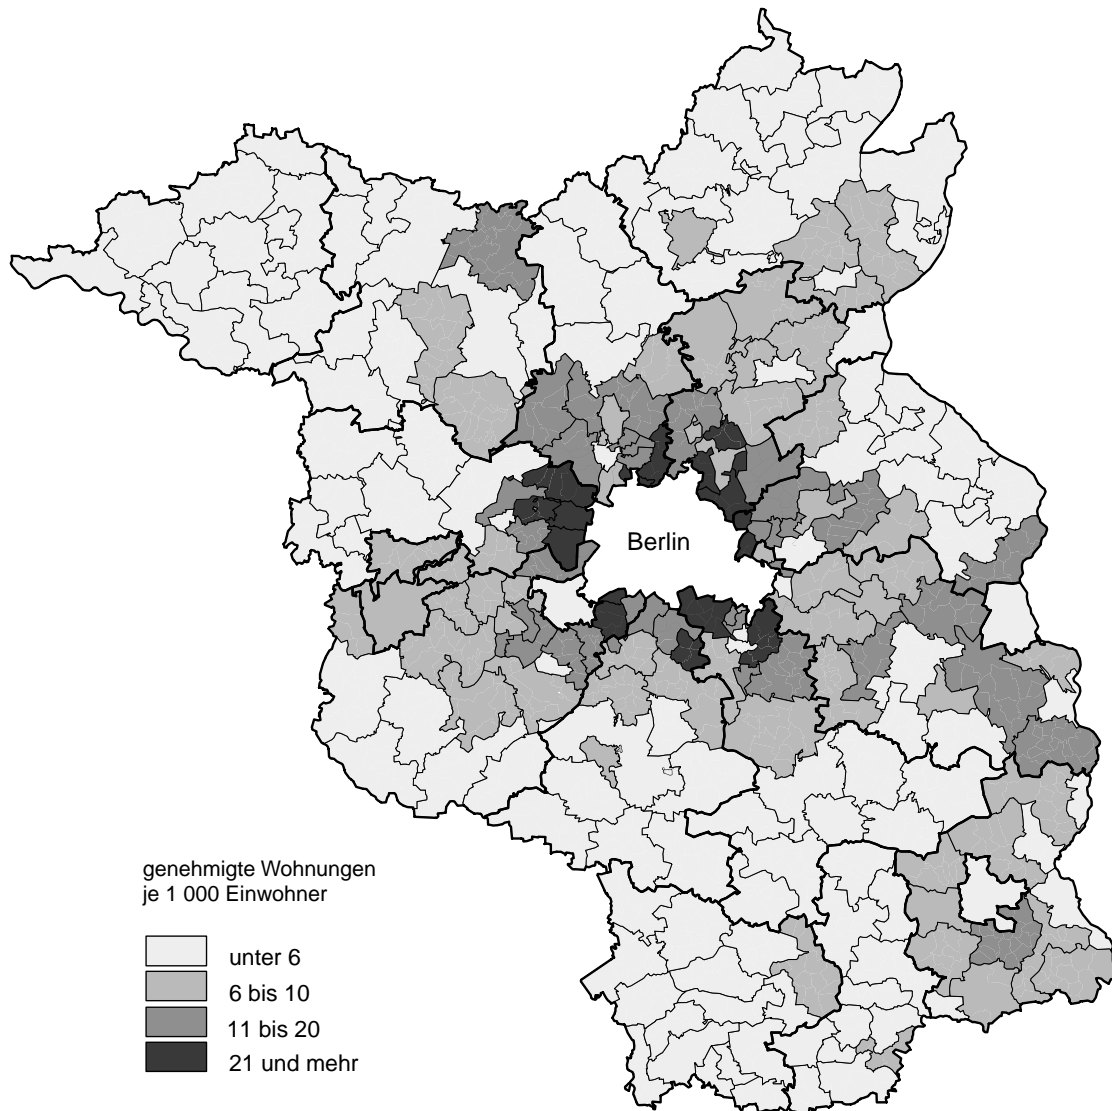 Berlin
genehmigte Wohnungen
je 1 000 Einwohner
unter 6
6 bis 10
11 bis 20
21 und mehr